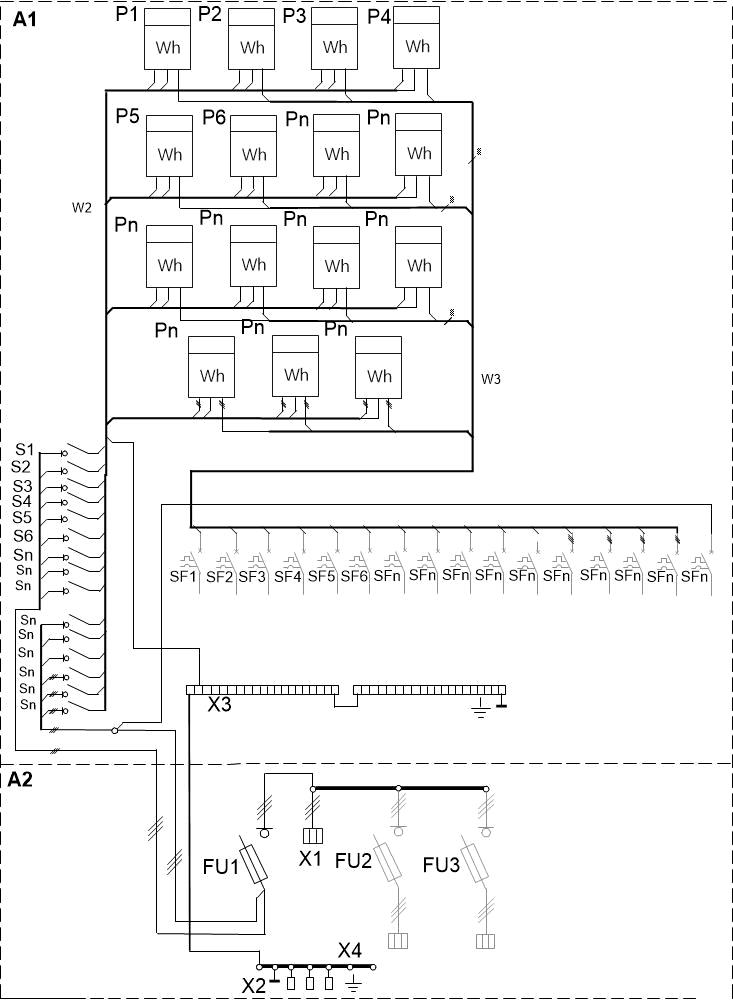 A1
P1 P2 P3 P4
Wh Wh Wh Wh
P5 P6 Pn Pn
Wh Wh Wh Wh
W2
Pn Pn Pn Pn
Wh Wh Wh Wh
Pn Pn Pn
Wh Wh Wh
W3
S1
S2
S3
S4
S5
S6
Sn
Sn
Sn
SF1 SF2 SF3 SF4 SF5 SF6 SFn SFn SFn SFn SFn SFn SFn SFn SFn
Sn
Sn
Sn
Sn
Sn
Sn
X3
A2
FU1 X1 FU2 FU3
X4
X2